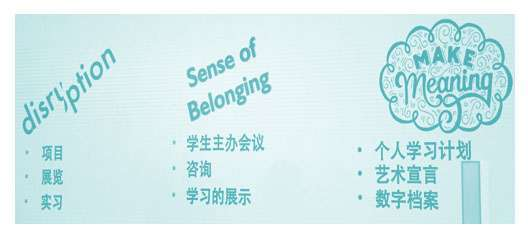 disruption
项目
展览
实习
Sense of
Belonging
学生主办会议
咨询
学习的展示
MAKE
Meaning
个人学习计划
艺术宣言
数字档案